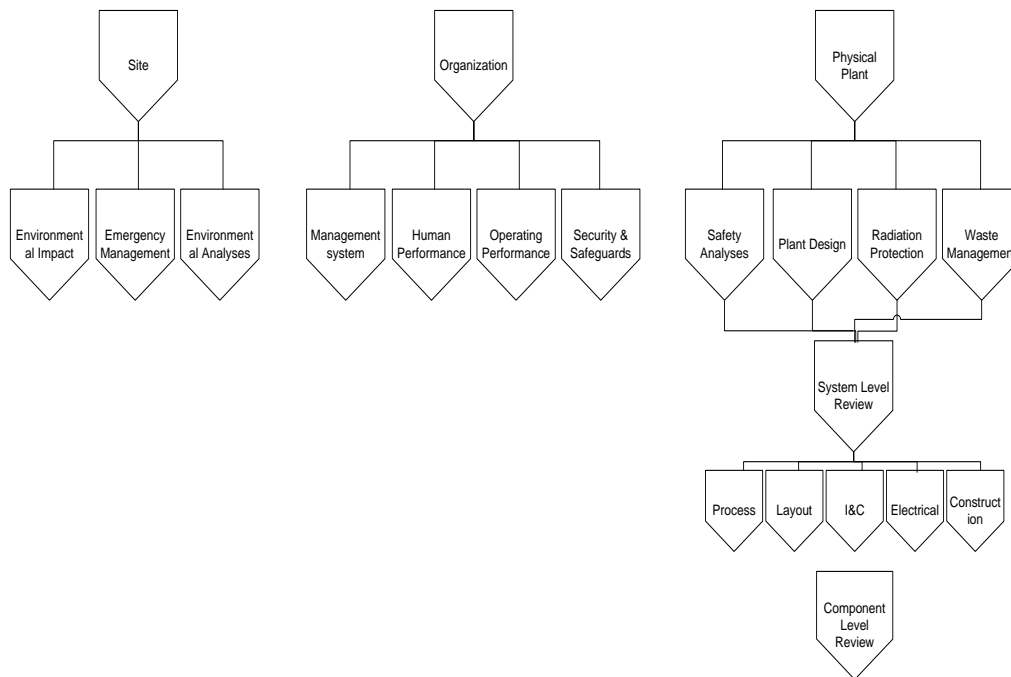 Site
Organization
Physical
Plant
Environment
al Impact
Emergency
Management
Environment
al Analyses
Management
system
Human
Performance
Operating
Performance
Security &
Safeguards
Safety
Analyses
Plant Design
Radiation
Protection
Waste
Management
System Level
Review
Process
Layout
I&C
Electrical
Construct
ion
Component
Level
Review